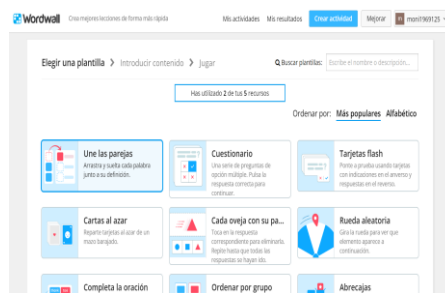 Wordwall Crea mejores lecciones de forma más rápida Mis actividades Mis resultados Crear actividad Mejorar moni1969125
Elegir una plantilla > Introducir contenido > Jugar Buscar plantillas: Escribe el nombre o descripción...
Has utilizado 2 de tus 5 recursos
Ordenar por: Más populares Alfabético
Une las parejas
Arrastra y suelta cada palabra
junto a su definición.
Cuestionario
Una serie de preguntas de
opción múltiple. Pulsa la
respuesta correcta para
continuar.
Tarjetas flash
Ponte a prueba usando tarjetas
con indicaciones en el anverso y
respuestas en el reverso.
Cartas al azar
Reparte tarjetas al azar de un
mazo barajado.
Cada oveja con su pa...
Toca en la respuesta
correspondiente para eliminarla.
Repite hasta que todas las
respuestas se hayan ido.
Rueda aleatoria
Gira la rueda para ver que
elemento aparece a
continuación.
Completa la oración
Ordenar por grupo
Abrecajas